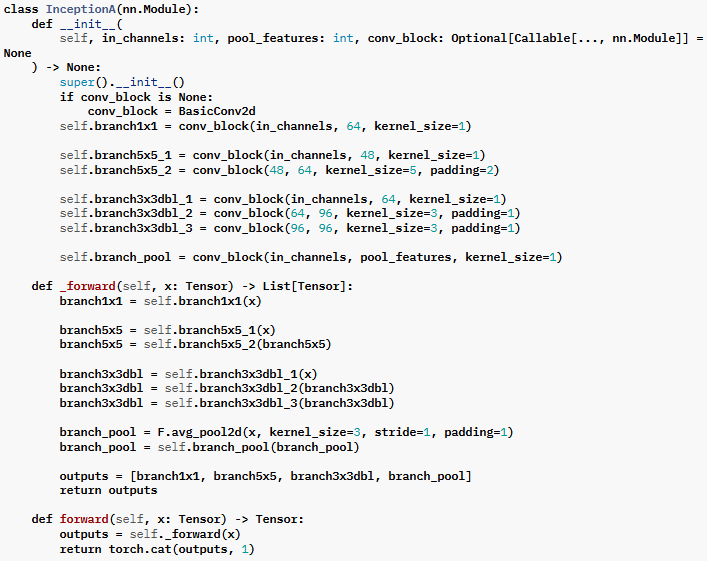 class InceptionA(nn.Module):
    def __init__(
        self, in_channels: int, pool_features: int, conv_block: Optional[Callable[..., nn.Module]] =
None
    ) -> None:
        super().__init__()
        if conv_block is None:
            conv_block = BasicConv2d
        self.branch1x1 = conv_block(in_channels, 64, kernel_size=1)

        self.branch5x5_1 = conv_block(in_channels, 48, kernel_size=1)
        self.branch5x5_2 = conv_block(48, 64, kernel_size=5, padding=2)

        self.branch3x3dbl_1 = conv_block(in_channels, 64, kernel_size=1)
        self.branch3x3dbl_2 = conv_block(64, 96, kernel_size=3, padding=1)
        self.branch3x3dbl_3 = conv_block(96, 96, kernel_size=3, padding=1)

        self.branch_pool = conv_block(in_channels, pool_features, kernel_size=1)

    def _forward(self, x: Tensor) -> List[Tensor]:
        branch1x1 = self.branch1x1(x)

        branch5x5 = self.branch5x5_1(x)
        branch5x5 = self.branch5x5_2(branch5x5)

        branch3x3dbl = self.branch3x3dbl_1(x)
        branch3x3dbl = self.branch3x3dbl_2(branch3x3dbl)
        branch3x3dbl = self.branch3x3dbl_3(branch3x3dbl)

        branch_pool = F.avg_pool2d(x, kernel_size=3, stride=1, padding=1)
        branch_pool = self.branch_pool(branch_pool)

        outputs = [branch1x1, branch5x5, branch3x3dbl, branch_pool]
        return outputs

    def forward(self, x: Tensor) -> Tensor:
        outputs = self._forward(x)
        return torch.cat(outputs, 1)